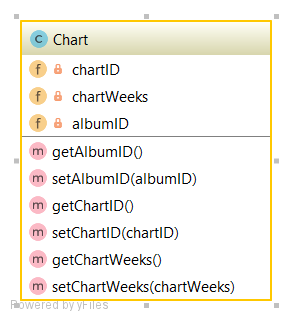 C Chart
f chartID
f chartWeeks
f albumID
m getAlbumID()
m setAlbumID(albumID)
m getChartID()
m setChartID(chartID)
m getChartWeeks()
m setChartWeeks(chartWeeks)
Powered by yFiles